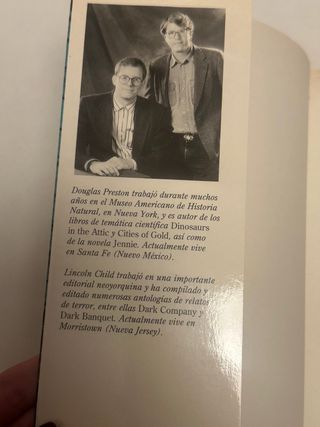 Douglas Preston trabajó durante muchos
años en el Museo Americano de Historia
Natural, en Nueva York, y es autor de los
libros de temática científica Dinosaurs
in the Attic y Cities of Gold, así como
de la novela Jennie. Actualmente vive
en Santa Fe (Nuevo México).
Lincoln Child trabajó en una importante
editorial neoyorquina y ha compilado y
editado numerosas antologías de relatos
de terror, entre ellas Dark Company y
Dark Banquet. Actualmente vive en
Morristown (Nueva Jersey).